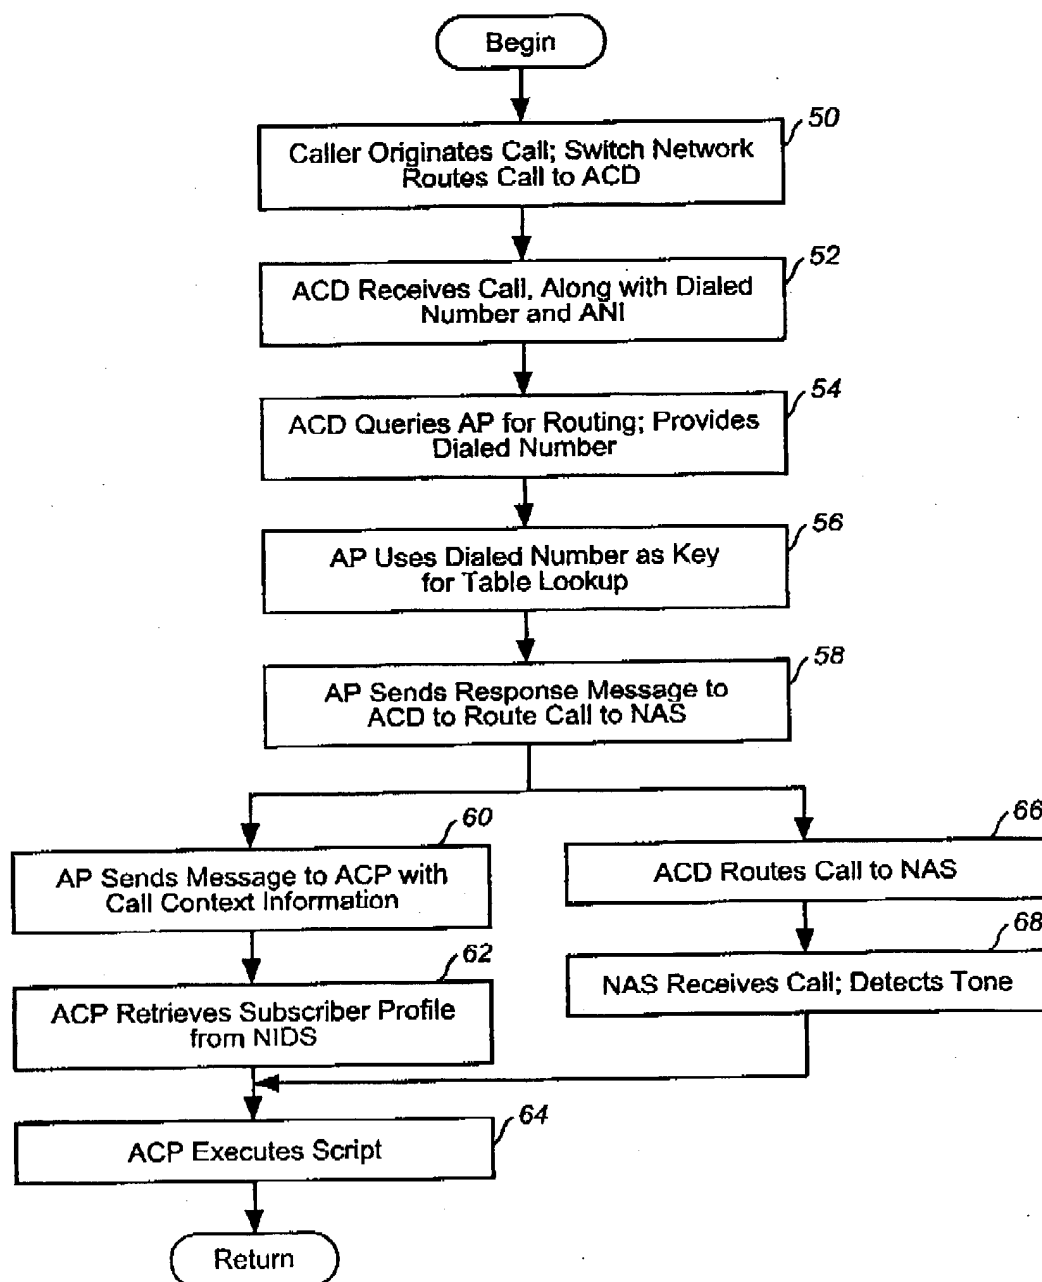 Begin
50
Caller Originates Call; Switch Network
Routes Call to ACD
52
ACD Receives Call, Along with Dialed
Number and ANI
54
ACD Queries AP for Routing; Provides
Dialed Number
56
AP Uses Dialed Number as Key
for Table Lookup
58
AP Sends Response Message to
ACD to Route Call to NAS
60
AP Sends Message to ACP with
Call Context Information
62
ACP Retrieves Subscriber Profile
from NIDS
66
ACD Routes Call to NAS
68
NAS Receives Call; Detects Tone
64
ACP Executes Script
Return